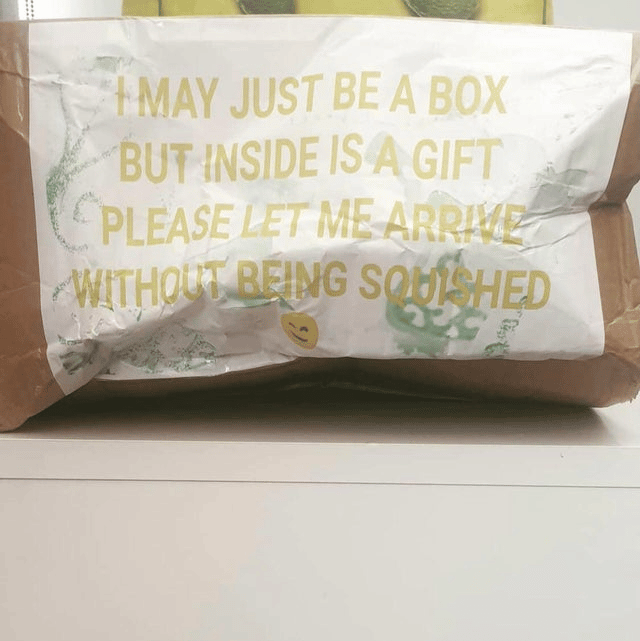 I MAY JUST BE A BOX
BUT INSIDE IS A GIFT
PLEASE LET ME ARRIVE
WITHOUT BEING SQUISHED